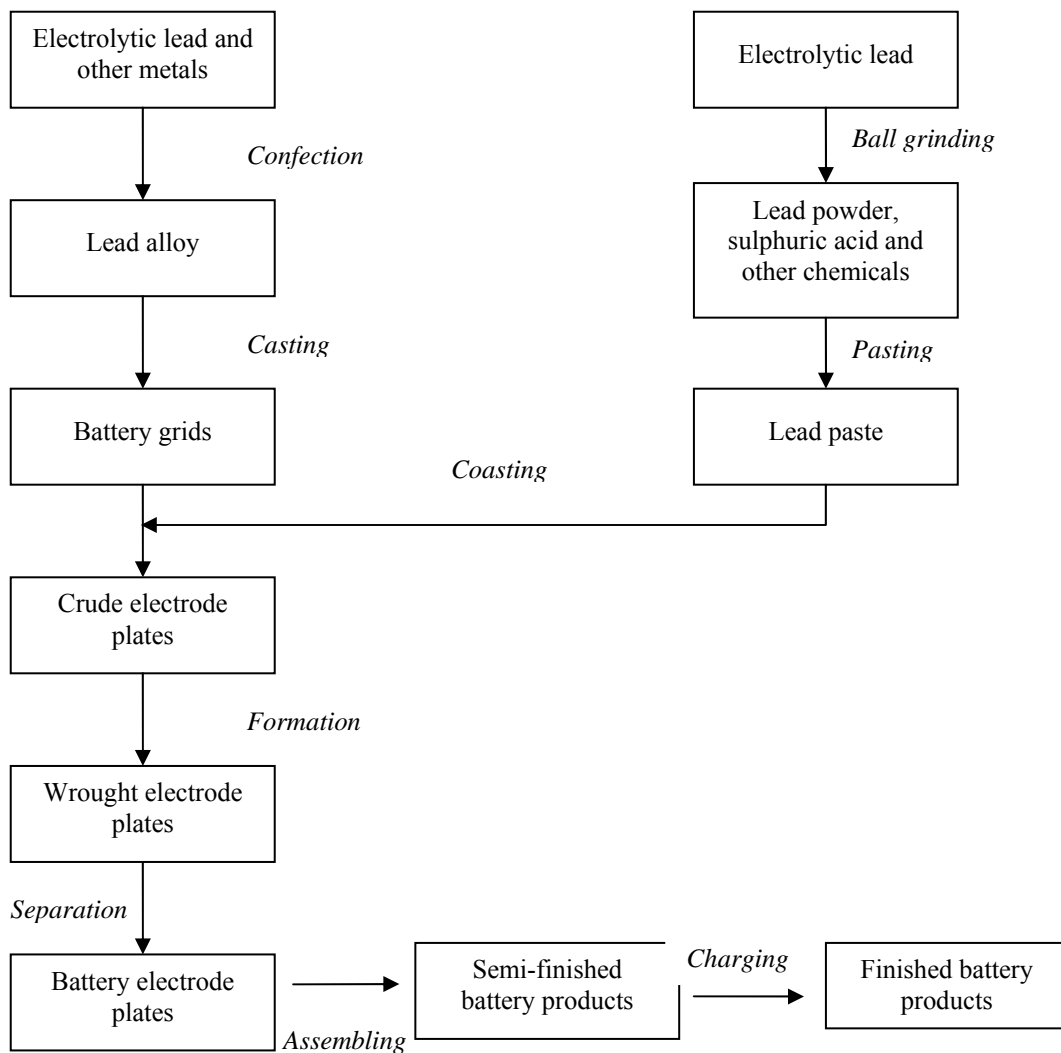 Electrolytic lead and
other metals
Electrolytic lead
Confection
Ball grinding
Lead alloy
Lead powder,
sulphuric acid and
other chemicals
Casting
Pasting
Battery grids
Lead paste
Coasting
Crude electrode
plates
Formation
Wrought electrode
plates
Separation
Battery electrode
plates
Assembling
Semi-finished
battery products
Charging
Finished battery
products